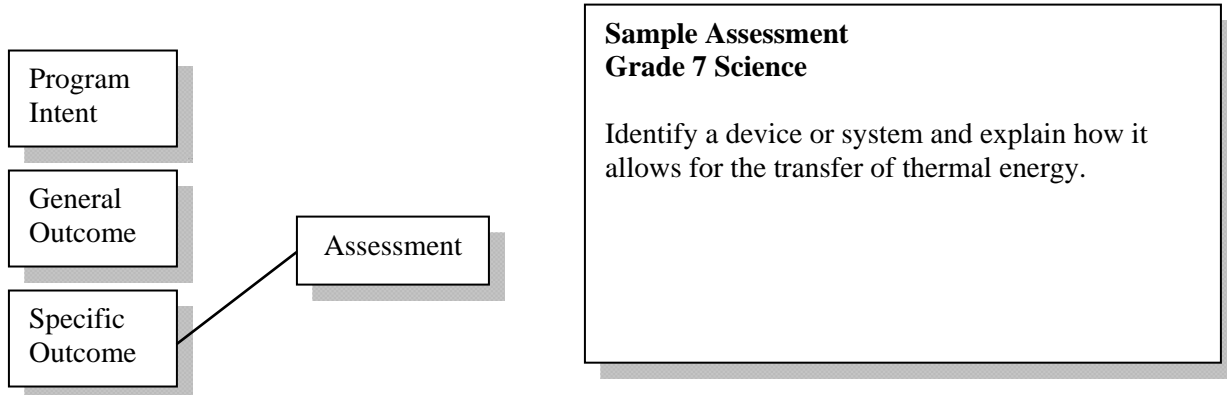 Program
Intent
General
Outcome
Specific
Outcome
Assessment
Sample Assessment
Grade 7 Science
Identify a device or system and explain how it
allows for the transfer of thermal energy.